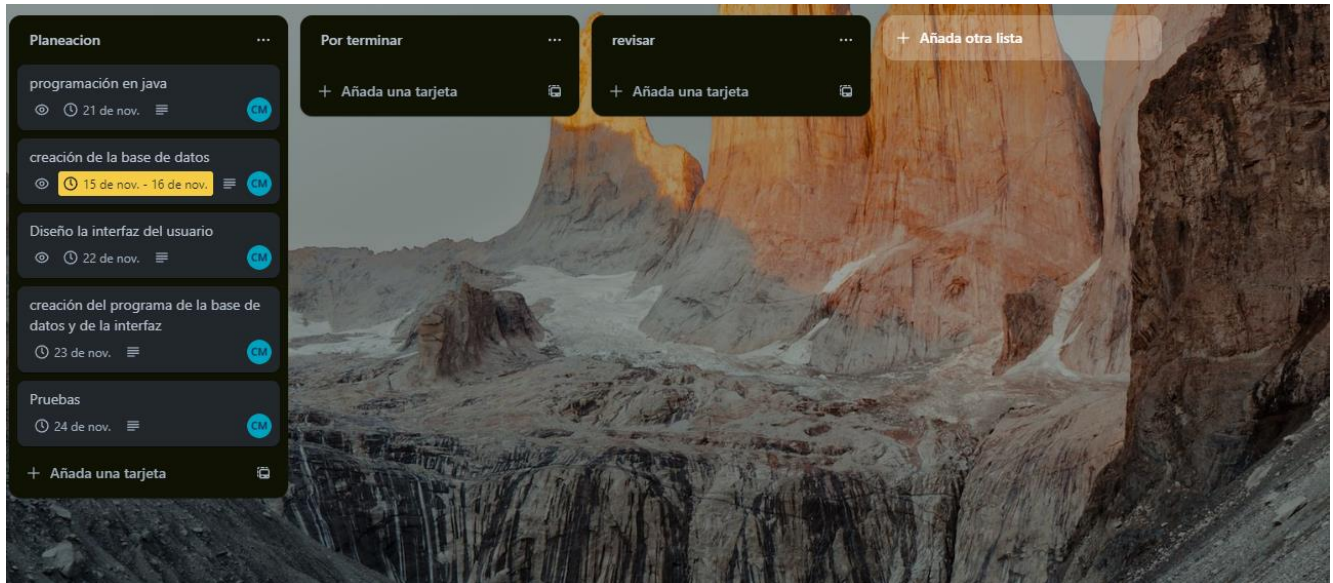 Planeacion
programación en java
21 de nov.
CM
creación de la base de datos
15 de nov. - 16 de nov.
CM
Diseño la interfaz del usuario
22 de nov.
CM
creación del programa de la base de
datos y de la interfaz
23 de nov.
CM
Pruebas
24 de nov.
CM
+ Añada una tarjeta
Por terminar
+ Añada una tarjeta
revisar
+ Añada una tarjeta
+ Añada otra lista